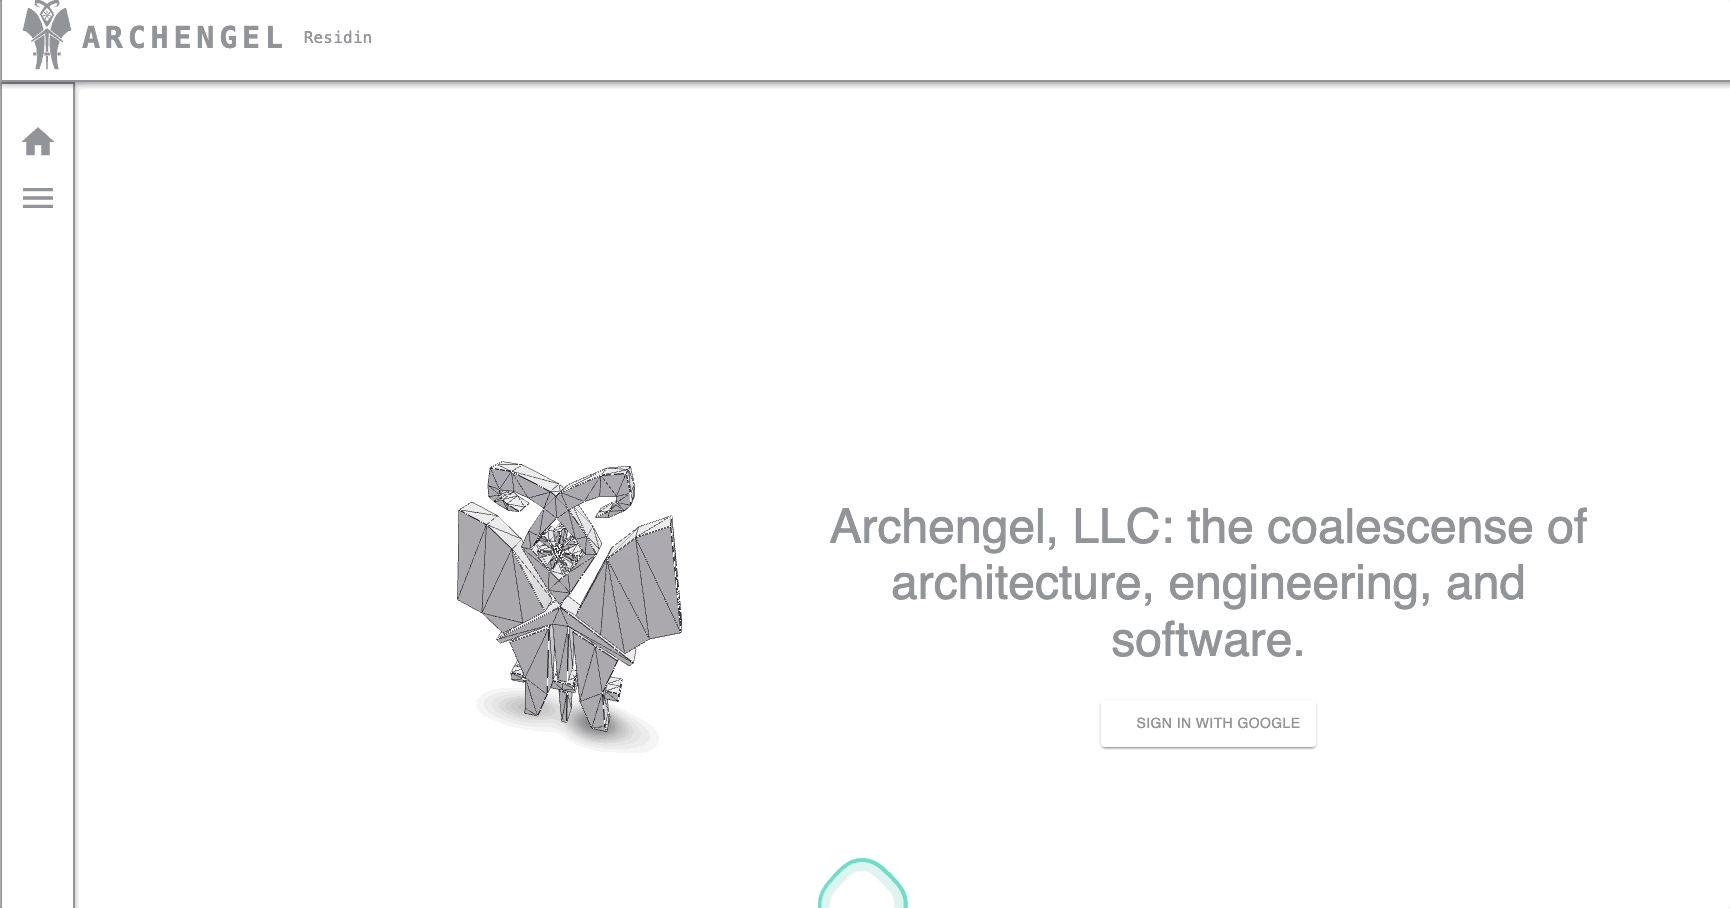 ARCHENGEL Residin
Archengel, LLC: the coalescense of
architecture, engineering, and
software.
SIGN IN WITH GOOGLE